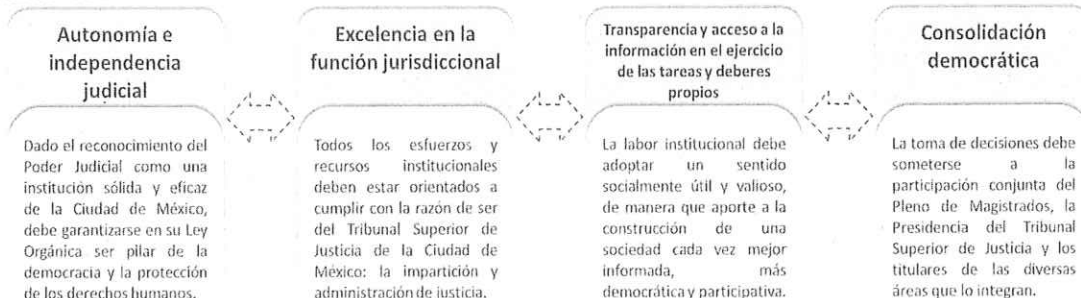 Autonomía e
independencia
judicial
Dado el reconocimiento del
Poder Judicial como una
institución sólida y eficaz
de la Ciudad de México,
debe garantizarse en su Ley
Orgánica ser pilar de la
democracia y la protección
de los derechos humanos.
Excelencia en la
función jurisdiccional
Todos los esfuerzos y
recursos institucionales
deben estar orientados a
cumplir con la razón de ser
del Tribunal Superior de
Justicia de la Ciudad de
México: la impartición y
administración de justicia.
Transparencia y acceso a la
información en el ejercicio
de las tareas y deberes
propios
La labor institucional debe
adoptar un sentido
socialmente útil y valioso,
de manera que aporte a la
construcción de una
sociedad cada vez mejor
informada, más
democrática y participativa.
Consolidación
democrática
La toma de decisiones debe
someterse a la
participación conjunta del
Pleno de Magistrados, la
Presidencia del Tribunal
Superior de Justicia y los
titulares de las diversas
áreas que lo integran.